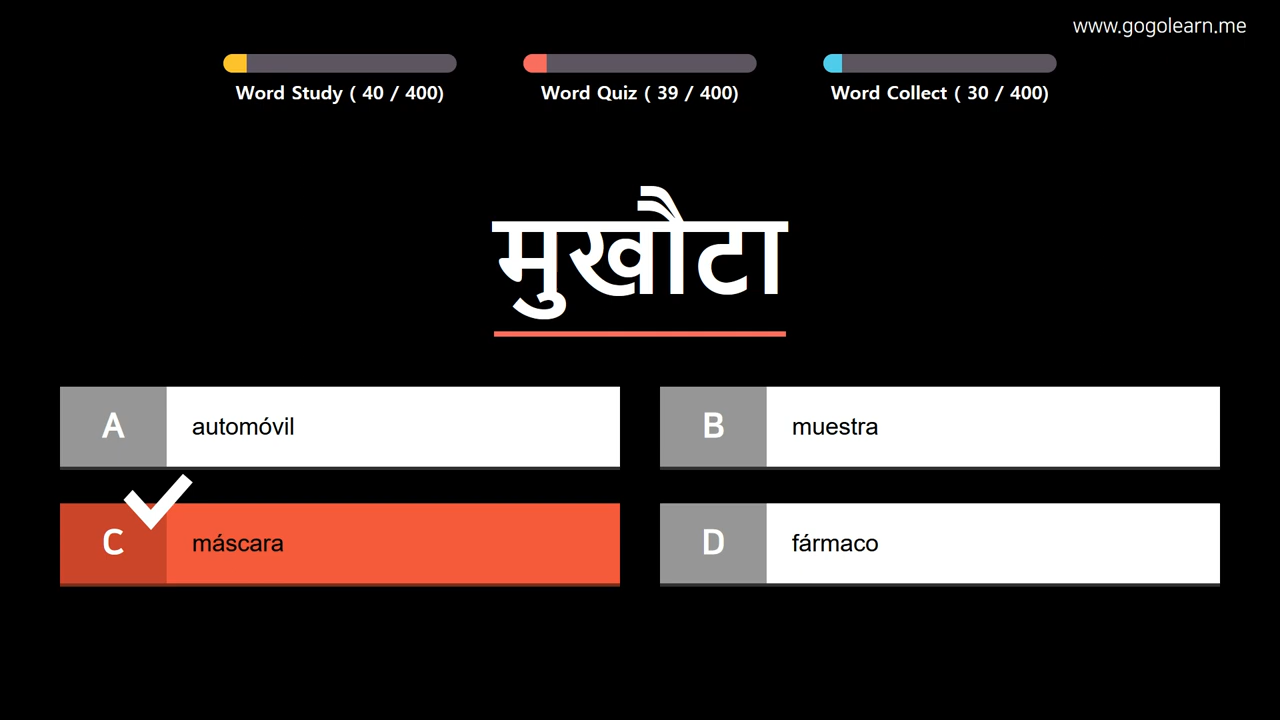 www.gogolearn.me
Word Study ( 40 / 400)
Word Quiz ( 39 / 400)
Word Collect ( 30 / 400)
मुखौटा
A automóvil
B muestra
C máscara
D fármaco